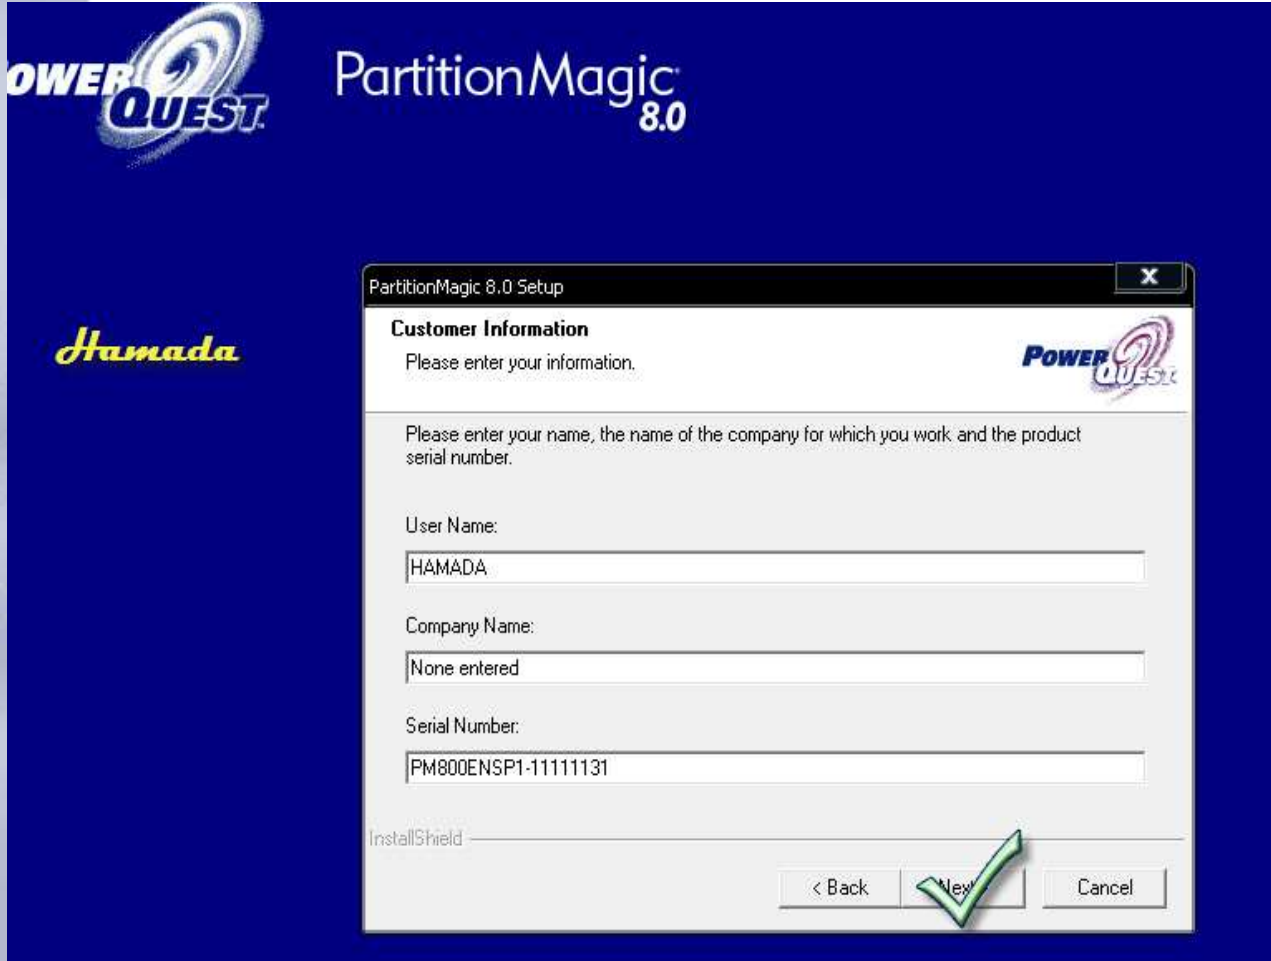 POWER
QUEST
PartitionMagic
8.0
Hamada
PartitionMagic 8.0 Setup
X
Customer Information
Please enter your information.
POWER
QUEST
Please enter your name, the name of the company for which you work and the product
serial number.
User Name:
HAMADA
Company Name:
None entered
Serial Number:
PM800ENSP1-11111131
InstallShield
< Back
Next
Cancel